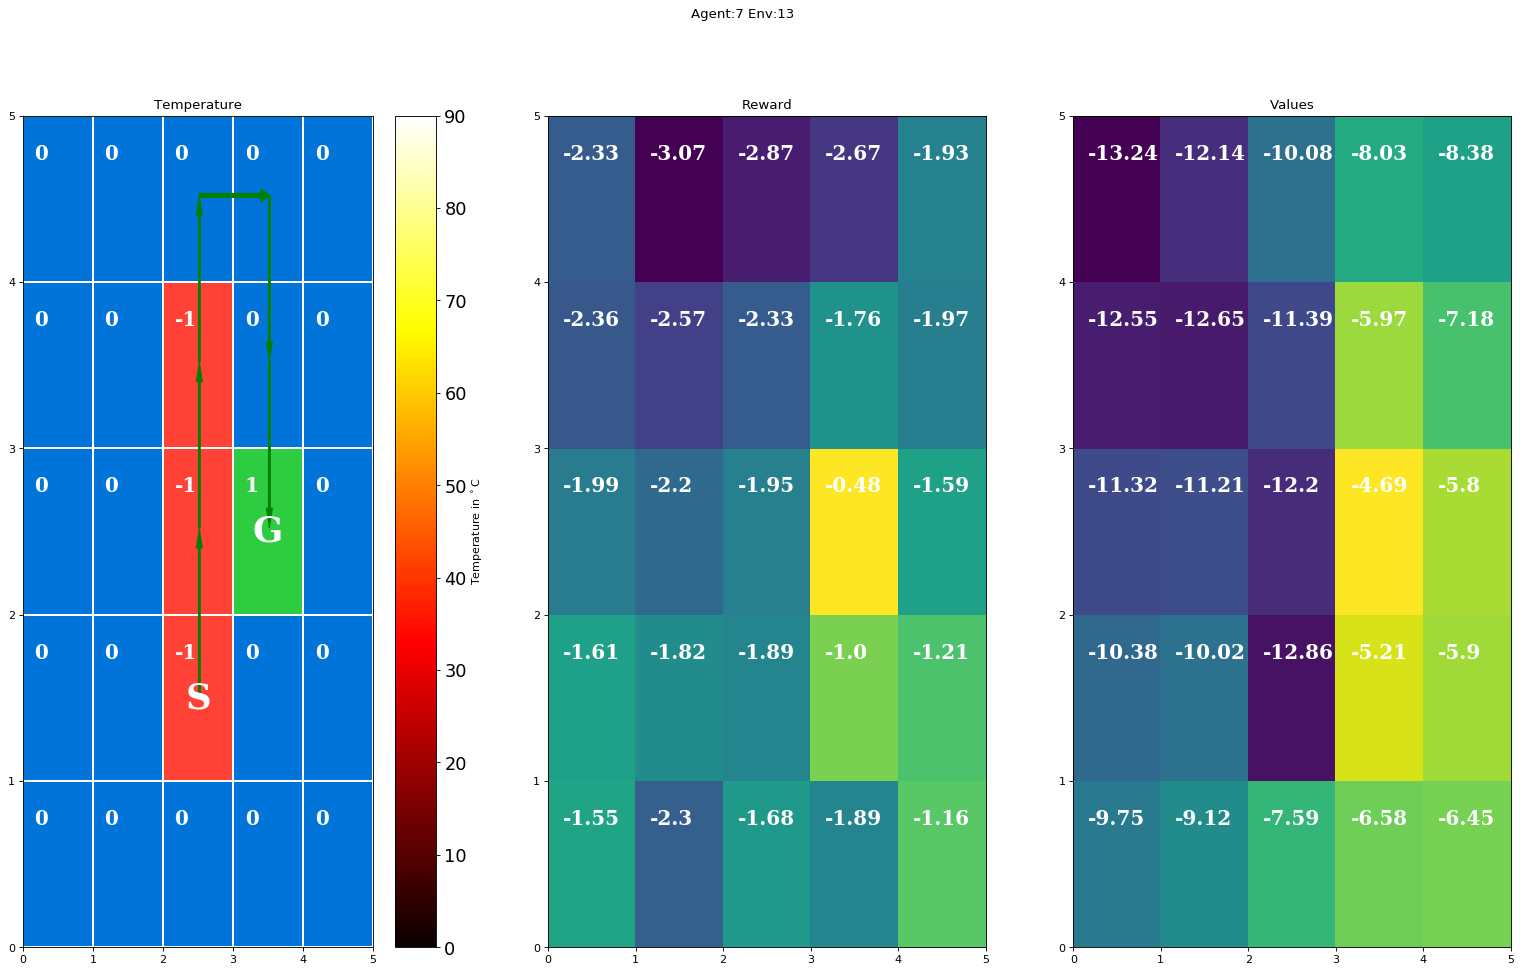 Agent:7 Env:13
Temperature
Reward
Values
5
0 0 0 0 0
4
0 0 -1 0 0
3
0 0 -1 1 0
G
2
0 0 -1 0 0
S
1
0 0 0 0 0
0
0 1 2 3 4 5
90
80
70
60
50
40
30
20
10
0
Temperature in °C
5
-2.33 -3.07 -2.87 -2.67 -1.93
4
-2.36 -2.57 -2.33 -1.76 -1.97
3
-1.99 -2.2 -1.95 -0.48 -1.59
2
-1.61 -1.82 -1.89 -1.0 -1.21
1
-1.55 -2.3 -1.68 -1.89 -1.16
0
0 1 2 3 4 5
5
-13.24 -12.14 -10.08 -8.03 -8.38
4
-12.55 -12.65 -11.39 -5.97 -7.18
3
-11.32 -11.21 -12.2 -4.69 -5.8
2
-10.38 -10.02 -12.86 -5.21 -5.9
1
-9.75 -9.12 -7.59 -6.58 -6.45
0
0 1 2 3 4 5